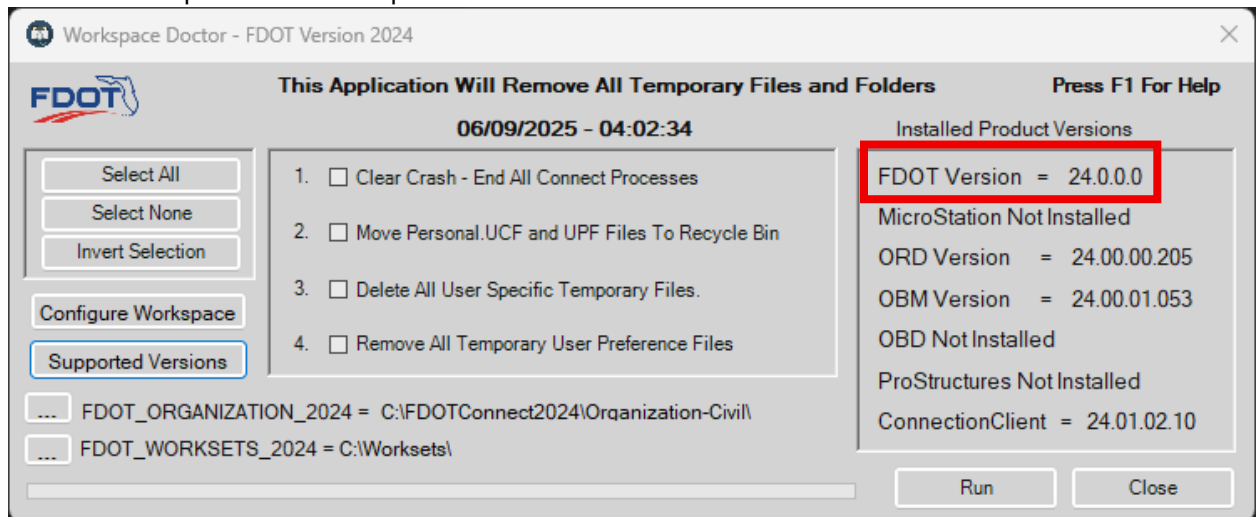 Workspace Doctor - FDOT Version 2024
FDOT
This Application Will Remove All Temporary Files and Folders
Press F1 For Help
06/09/2025 - 04:02:34
Installed Product Versions
Select All
Select None
Invert Selection
Configure Workspace
Supported Versions
1. Clear Crash - End All Connect Processes
2. Move Personal.UCF and UPF Files To Recycle Bin
3. Delete All User Specific Temporary Files.
4. Remove All Temporary User Preference Files
FDOT Version = 24.0.0.0
MicroStation Not Installed
ORD Version = 24.00.00.205
OBM Version = 24.00.01.053
OBD Not Installed
ProStructures Not Installed
ConnectionClient = 24.01.02.10
... FDOT_ORGANIZATION_2024 = C:\FDOTConnect2024\Organization-Civil\
... FDOT_WORKSETS_2024 = C:\Worksets\
Run
Close